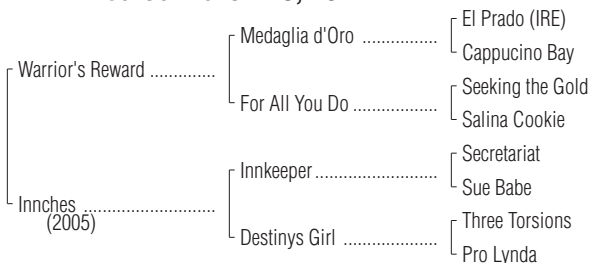 El Prado (IRE)
Medaglia d'Oro ................
Cappucino Bay
Warrior's Reward ..............
Seeking the Gold
For All You Do ..................
Salina Cookie
Secretariat
Innkeeper.........................
Sue Babe
Innches ............................
(2005)
Three Torsions
Destinys Girl ....................
Pro Lynda